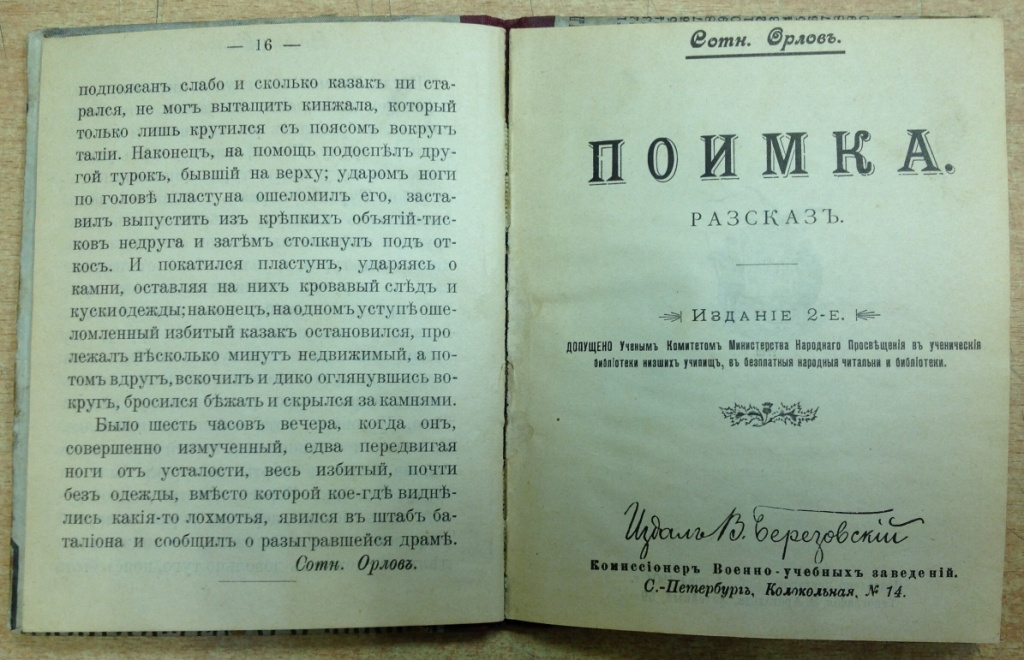 — 16 —
подпоясанъ слабо и сколько казакъ ни ста-
рался, не могъ вытащить кинжала, который
только лишь крутился съ поясомъ вокругъ
таліи. Наконецъ, на помощь подоспѣлъ дру-
гой турокъ, бывшій на верху; ударомъ ноги
по головѣ пластуна ошеломилъ его, заста-
вилъ выпустить изъ крѣпкихъ объятій-тис-
ковъ недруга и затѣмъ столкнулъ подъ от-
косъ. И покатился пластунъ, ударяясь о
камни, оставляя на нихъ кровавый слѣдъ и
куски одежды; наконецъ, на одномъ уступѣ оше-
ломленный избитый казакъ остановился, про-
лежалъ нѣсколько минутъ недвижимый, а по-
томъ вдругъ, вскочилъ и дико оглянувшись во-
кругъ, бросился бѣжать и скрылся за камнями.
Было шесть часовъ вечера, когда онъ,
совершенно измученный, едва передвигая
ноги отъ усталости, весь избитый, почти
безъ одежды, вмѣсто которой кое-гдѣ виднѣ-
лись какія-то лохмотья, явился въ штабъ ба-
таліона и сообщилъ о разыгравшейся драмѣ.
Сотн. Орловъ.
Сотн. Орловъ.
ПОИМКА.
РАЗСКАЗЪ.
Изданіе 2-е.
ДОПУЩЕНО Ученымъ Комитетомъ Министерства Народнаго Просвѣщенія въ ученическія
библіотеки низшихъ училищъ, въ безплатныя народныя читальни и библіотеки.
Издалъ В. Березовскій
Комиссіонеръ Военно-учебныхъ заведеній.
С.-Петербургъ, Колокольная, № 14.